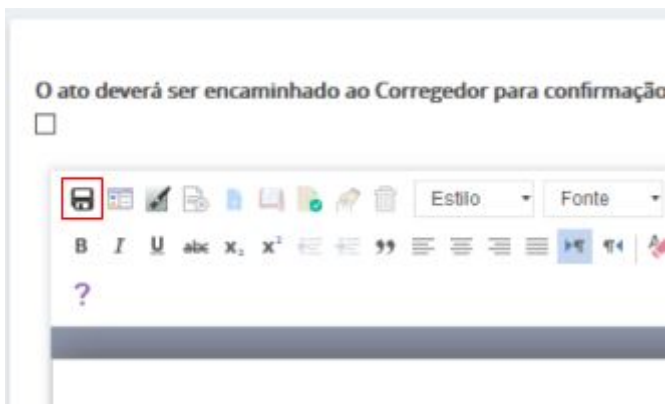 O ato deverá ser encaminhado ao Corregedor para confirmação
Estilo Fonte
B I U abc X₂ X²
?